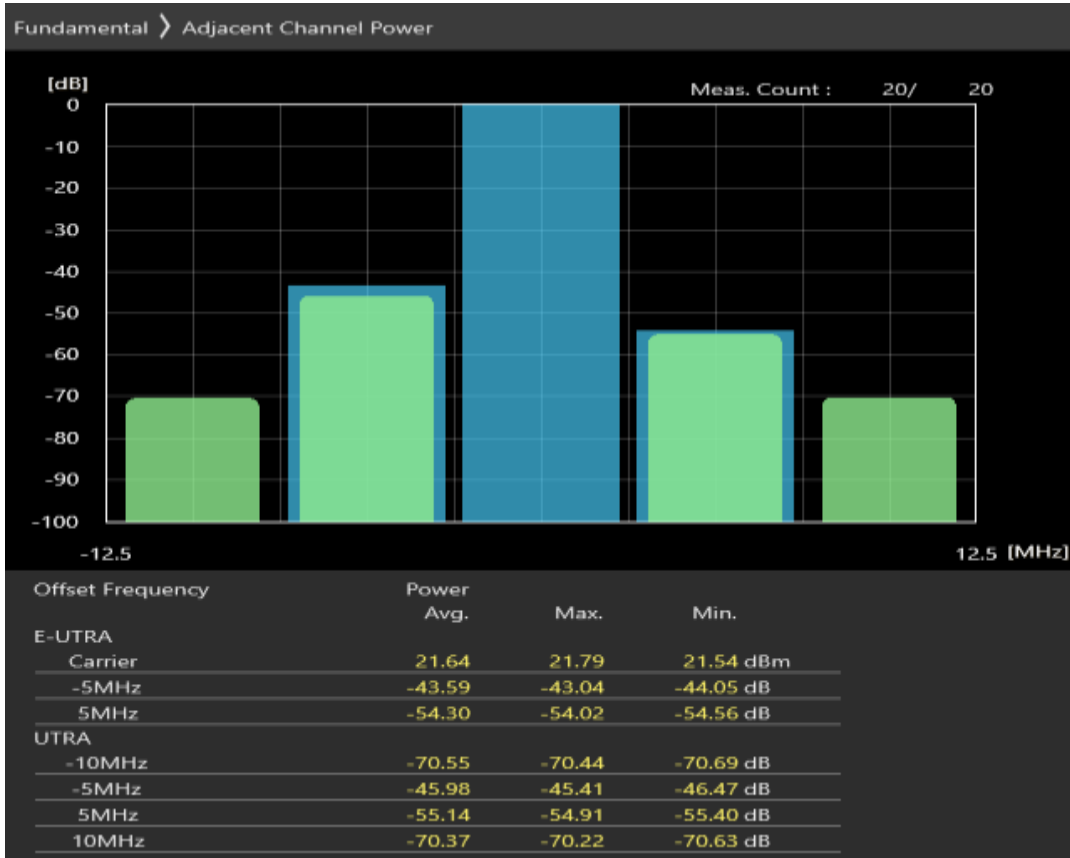 Fundamental 〉 Adjacent Channel Power
[dB]
Meas. Count : 20/ 20
0
-10
-20
-30
-40
-50
-60
-70
-80
-90
-100
-12.5 12.5 [MHz]
Offset Frequency Power
Avg. Max. Min.
E-UTRA
Carrier 21.64 21.79 21.54 dBm
-5MHz -43.59 -43.04 -44.05 dB
5MHz -54.30 -54.02 -54.56 dB
UTRA
-10MHz -70.55 -70.44 -70.69 dB
-5MHz -45.98 -45.41 -46.47 dB
5MHz -55.14 -54.91 -55.40 dB
10MHz -70.37 -70.22 -70.63 dB